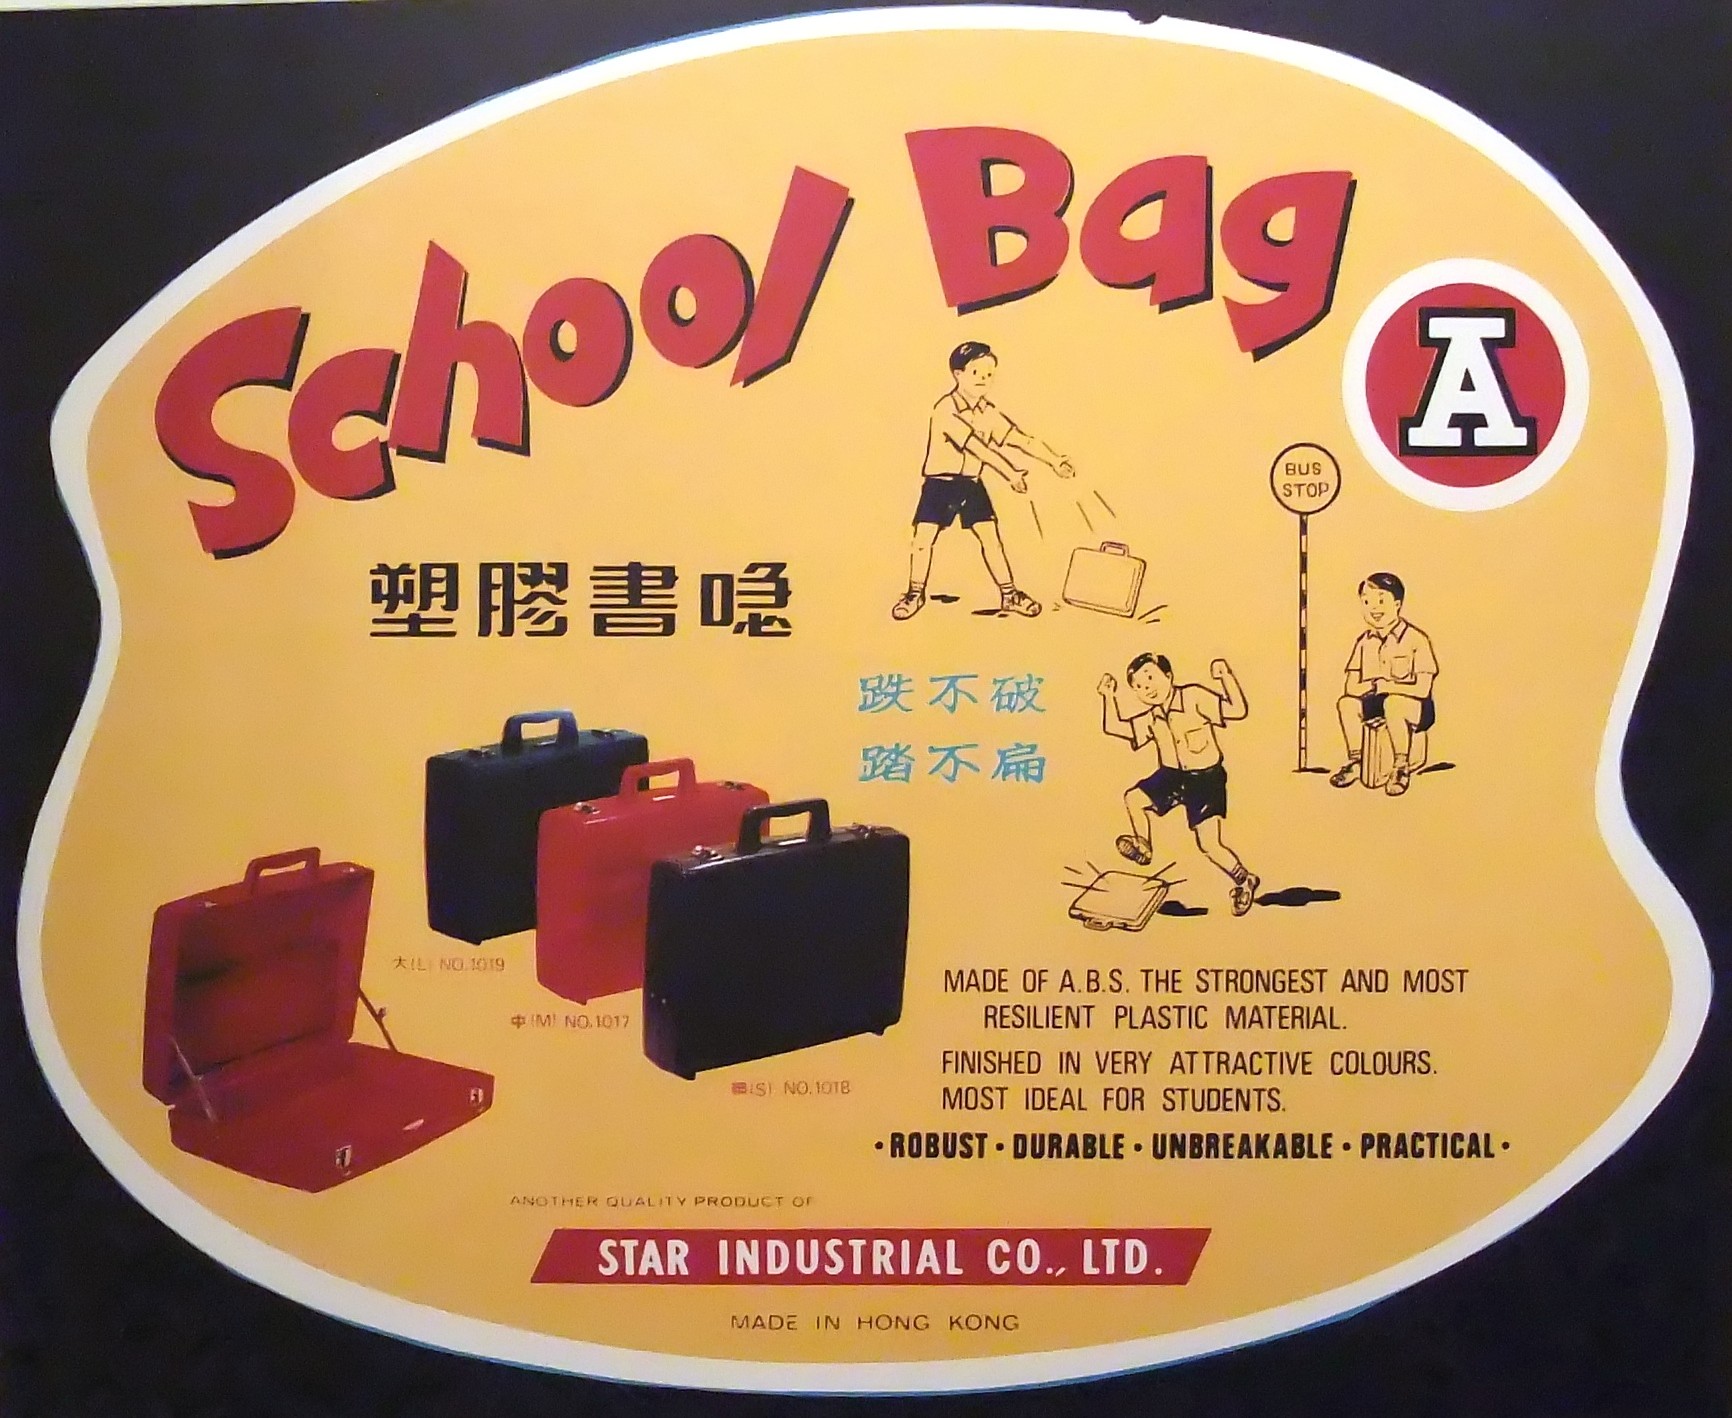 School Bag
A
BUS
STOP
塑膠書喼
跌不破
踏不扁
大(L) NO.1019
中(M) NO.1017
(S) NO.1018
MADE OF A.B.S. THE STRONGEST AND MOST
RESILIENT PLASTIC MATERIAL.
FINISHED IN VERY ATTRACTIVE COLOURS.
MOST IDEAL FOR STUDENTS.
•ROBUST•DURABLE•UNBREAKABLE•PRACTICAL•
ANOTHER QUALITY PRODUCT OF
STAR INDUSTRIAL CO., LTD.
MADE IN HONG KONG